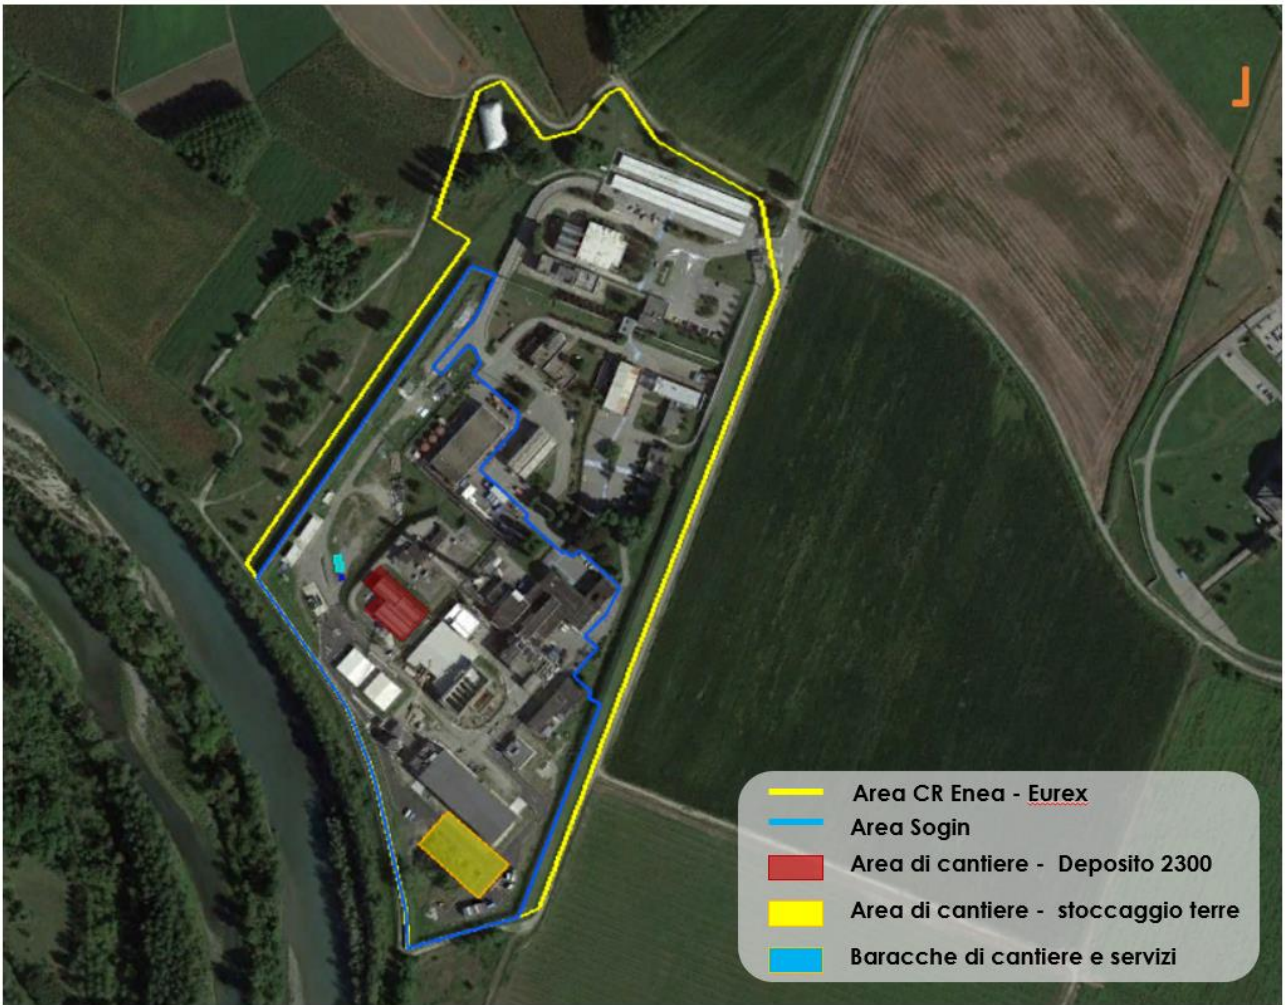 Area CR Enea - Eurex
Area Sogin
Area di cantiere - Deposito 2300
Area di cantiere - stoccaggio terre
Baracche di cantiere e servizi